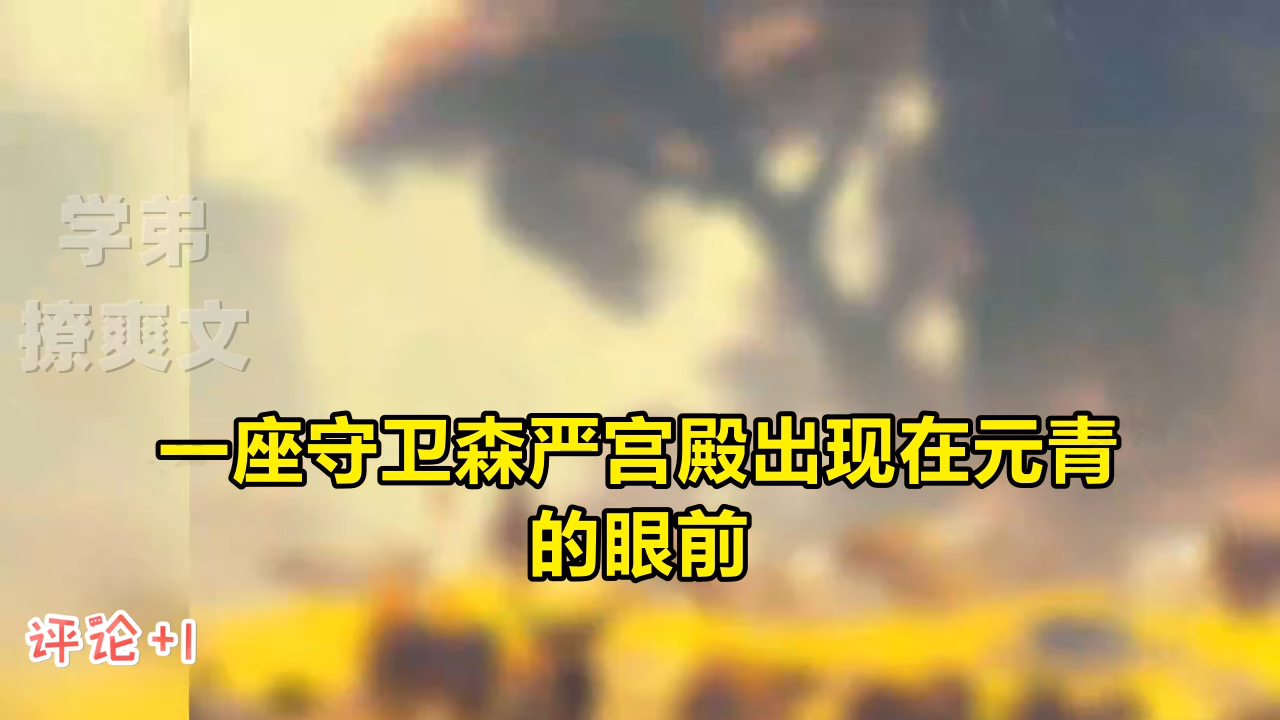 学弟
撩爽文
一座守卫森严宫殿出现在元青
的眼前
评论+1